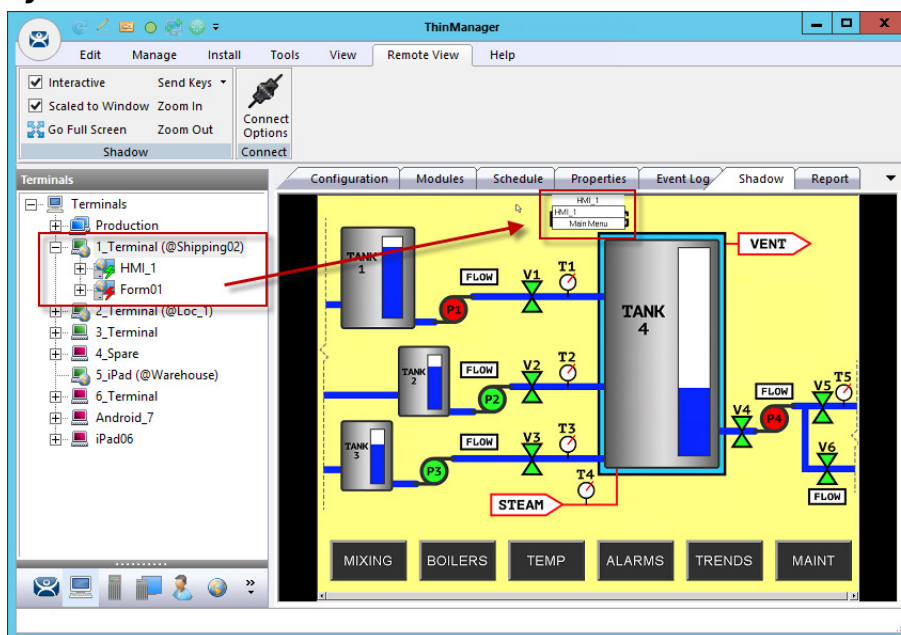 ThinManager
Edit Manage Install Tools View Remote View Help
Interactive Send Keys
Scaled to Window Zoom In
Go Full Screen Zoom Out
Connect Options
Shadow Connect
Terminals
Configuration Modules Schedule Properties Event Log Shadow Report
Terminals
Production
1_Terminal (@Shipping02)
HMI_1
Form01
2_Terminal (@Loc_1)
3_Terminal
4_Spare
5_iPad (@Warehouse)
6_Terminal
Android_7
iPad06
HMI_1
HMI_1
Main Menu
VENT
TANK 1
FLOW
V1
T1
P1
TANK 4
TANK 2
FLOW
V2
T2
P2
FLOW
V5
T5
V4
P4
TANK 3
FLOW
V3
T3
P3
V6
T4
FLOW
STEAM
MIXING BOILERS TEMP ALARMS TRENDS MAINT